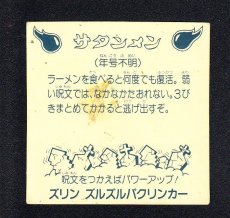 サタンメン
(年号不明)
ラーメンを食べると何度でも復活。弱
い呪文では、なかなかたおれない。3び
きまとめてかかると逃げ出すぞ。
呪文をつかえばパワーアップ!
ズリン ズルズルパクリンカー